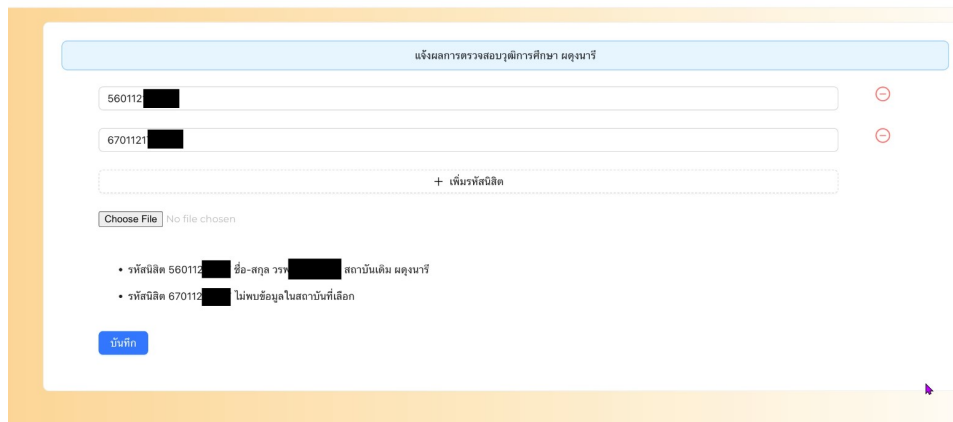 แจ้งผลการตรวจสอบวุฒิการศึกษา ผดุงนารี
560112
6701121
+ เพิ่มรหัสนิสิต
Choose File No file chosen
• รหัสนิสิต 560112 ชื่อ-สกุล วรพ สถาบันเดิม ผดุงนารี
• รหัสนิสิต 670112 ไม่พบข้อมูลในสถาบันที่เลือก
บันทึก